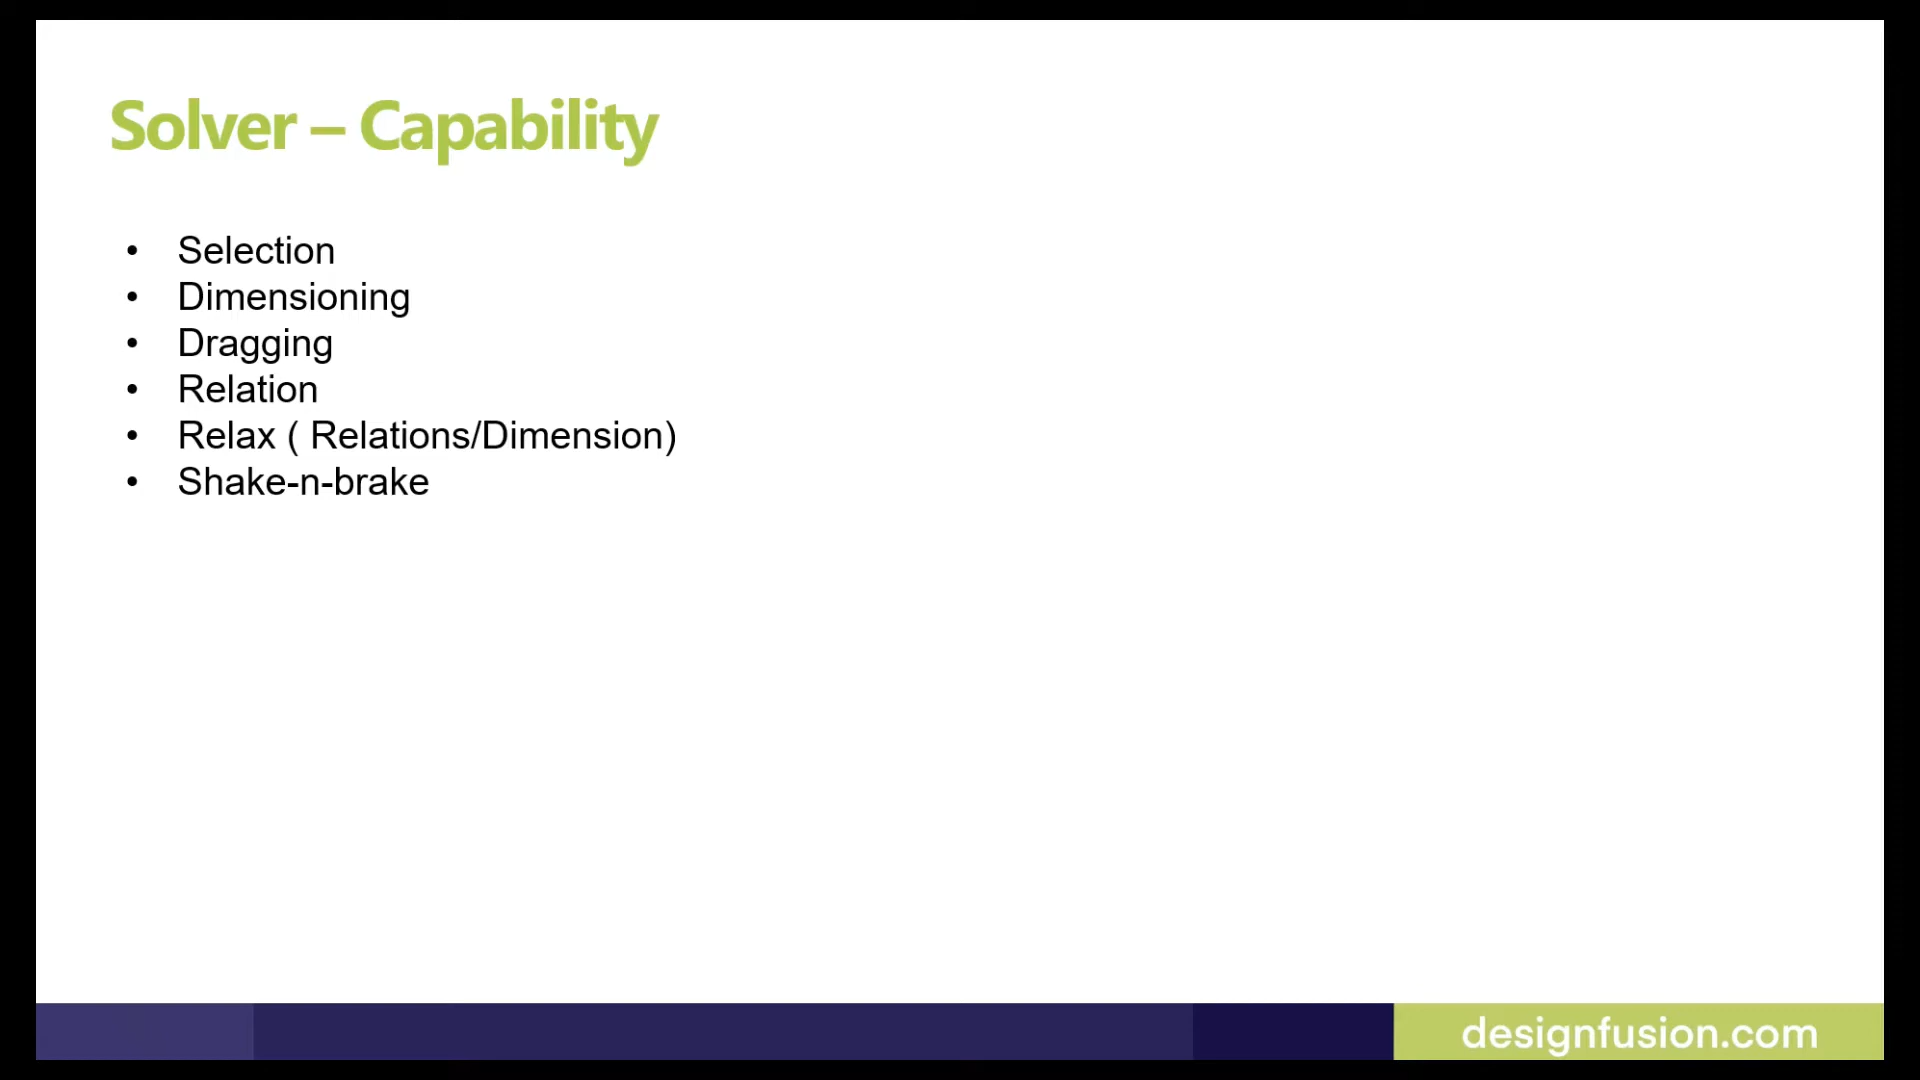 Solver – Capability
• Selection
• Dimensioning
• Dragging
• Relation
• Relax ( Relations/Dimension)
• Shake-n-brake
designfusion.com